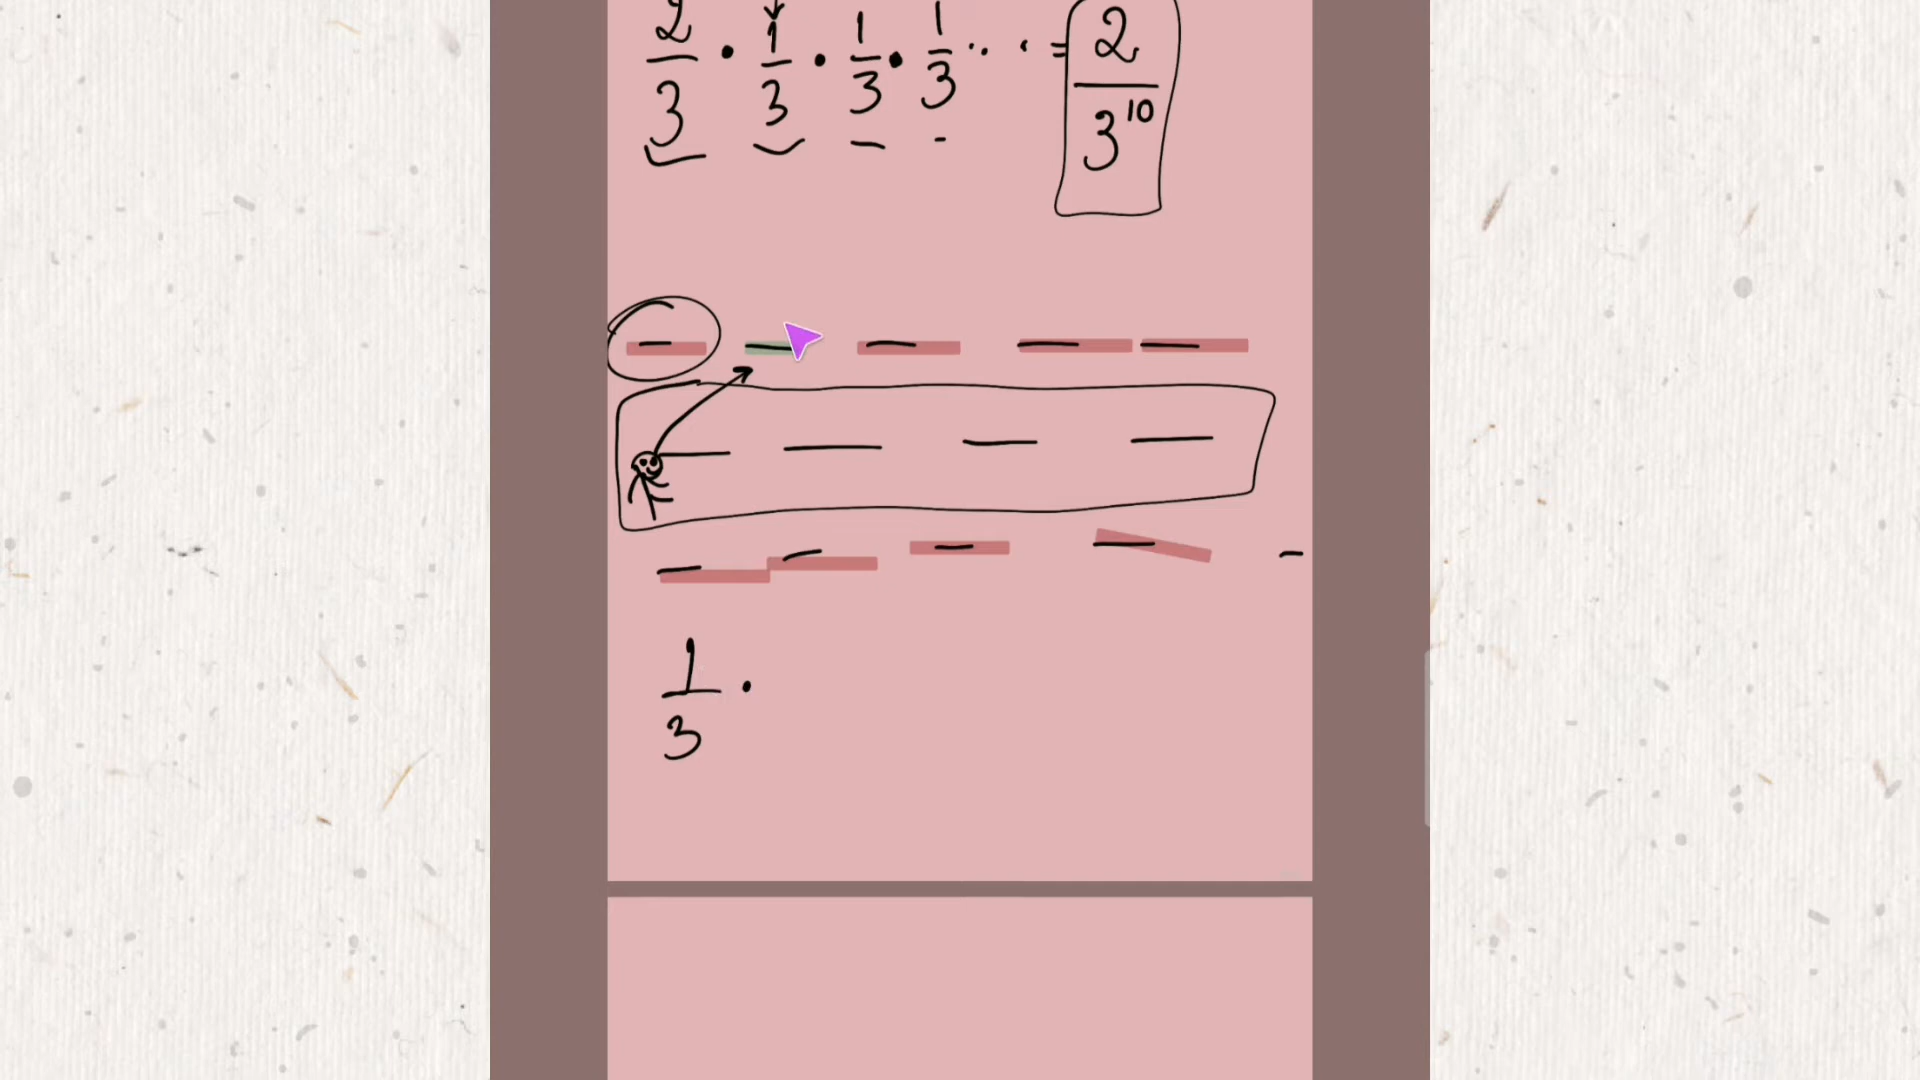 2/3 · 1/3 · 1/3 · 1/3 ·· · = 2/3^10
1/3 ·